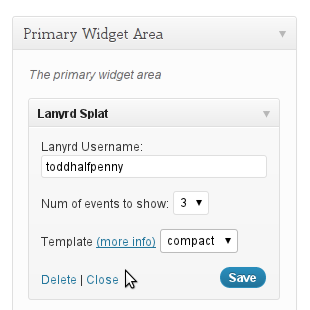 Primary Widget Area
The primary widget area
Lanyrd Splat
Lanyrd Username:
toddhalfpenny
Num of events to show: 3
Template (more info) compact
Delete | Close Save